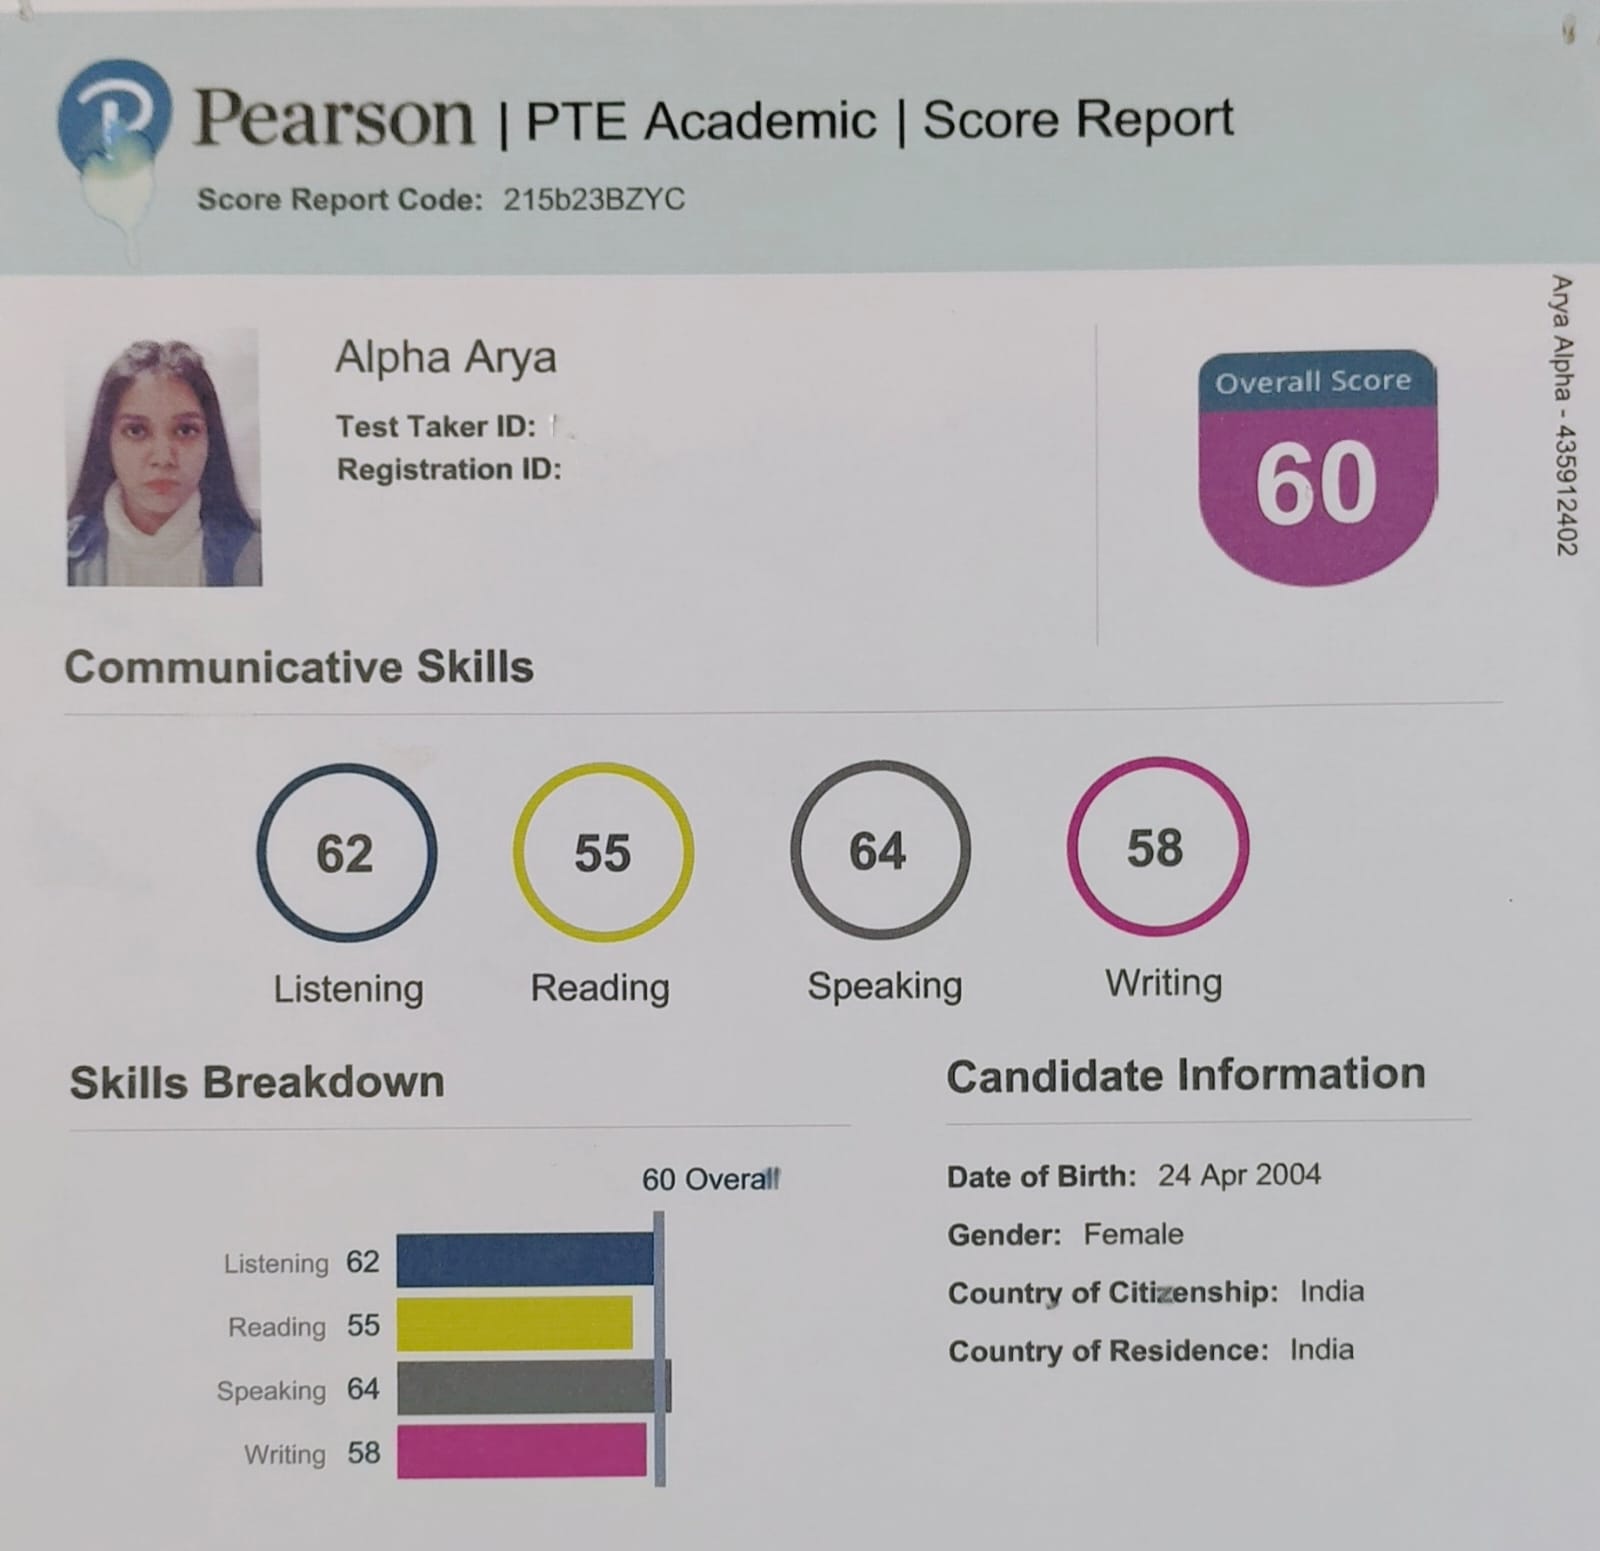 Pearson | PTE Academic | Score Report
Score Report Code: 215b23BZYC
Alpha Arya
Test Taker ID:
Registration ID:
Overall Score
60
Arya Alpha - 435912402
Communicative Skills
62 55 64 58
Listening Reading Speaking Writing
Skills Breakdown
60 Overall
Listening 62
Reading 55
Speaking 64
Writing 58
Candidate Information
Date of Birth: 24 Apr 2004
Gender: Female
Country of Citizenship: India
Country of Residence: India